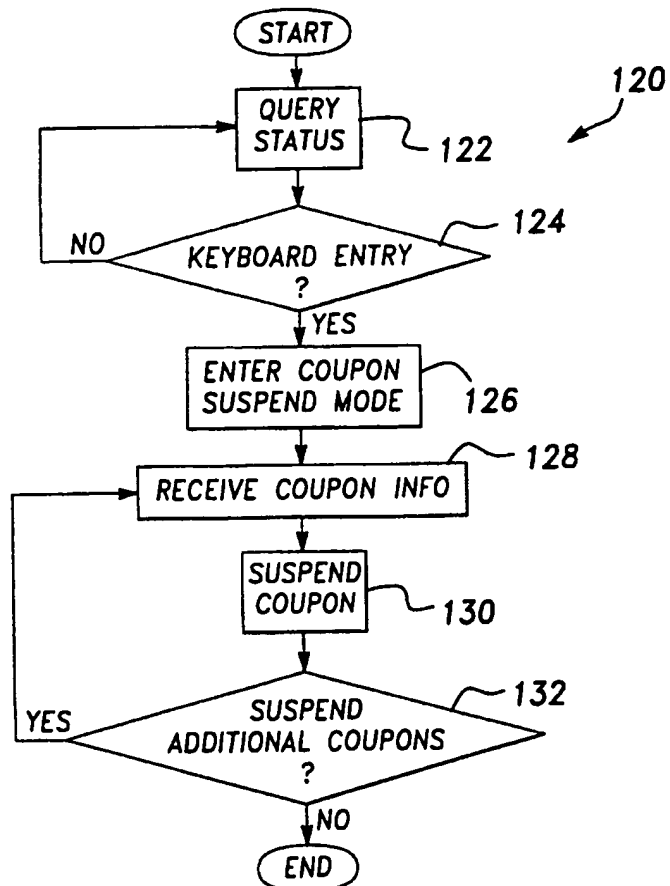 START
120
QUERY
STATUS
122
124
NO
KEYBOARD ENTRY
?
YES
ENTER COUPON
SUSPEND MODE
126
128
RECEIVE COUPON INFO
SUSPEND
COUPON
130
132
YES
SUSPEND
ADDITIONAL COUPONS
?
NO
END